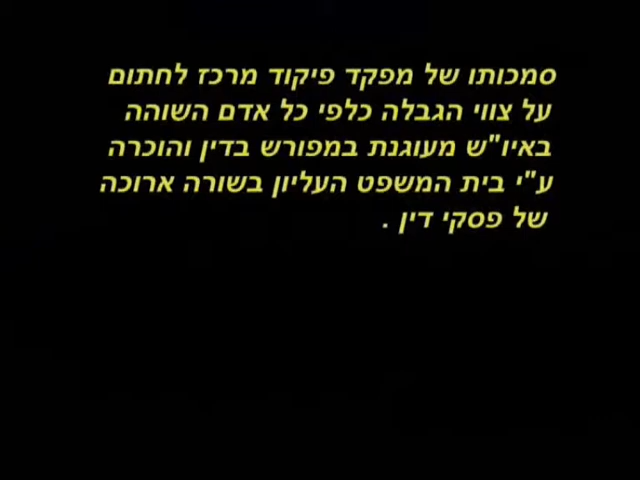 סמכותו של מפקד פיקוד מרכז לחתום
על צווי הגבלה כלפי כל אדם השוהה
באיו"ש מעוגנת במפורש בדין והוכרה
ע"י בית המשפט העליון בשורה ארוכה
של פסקי דין .